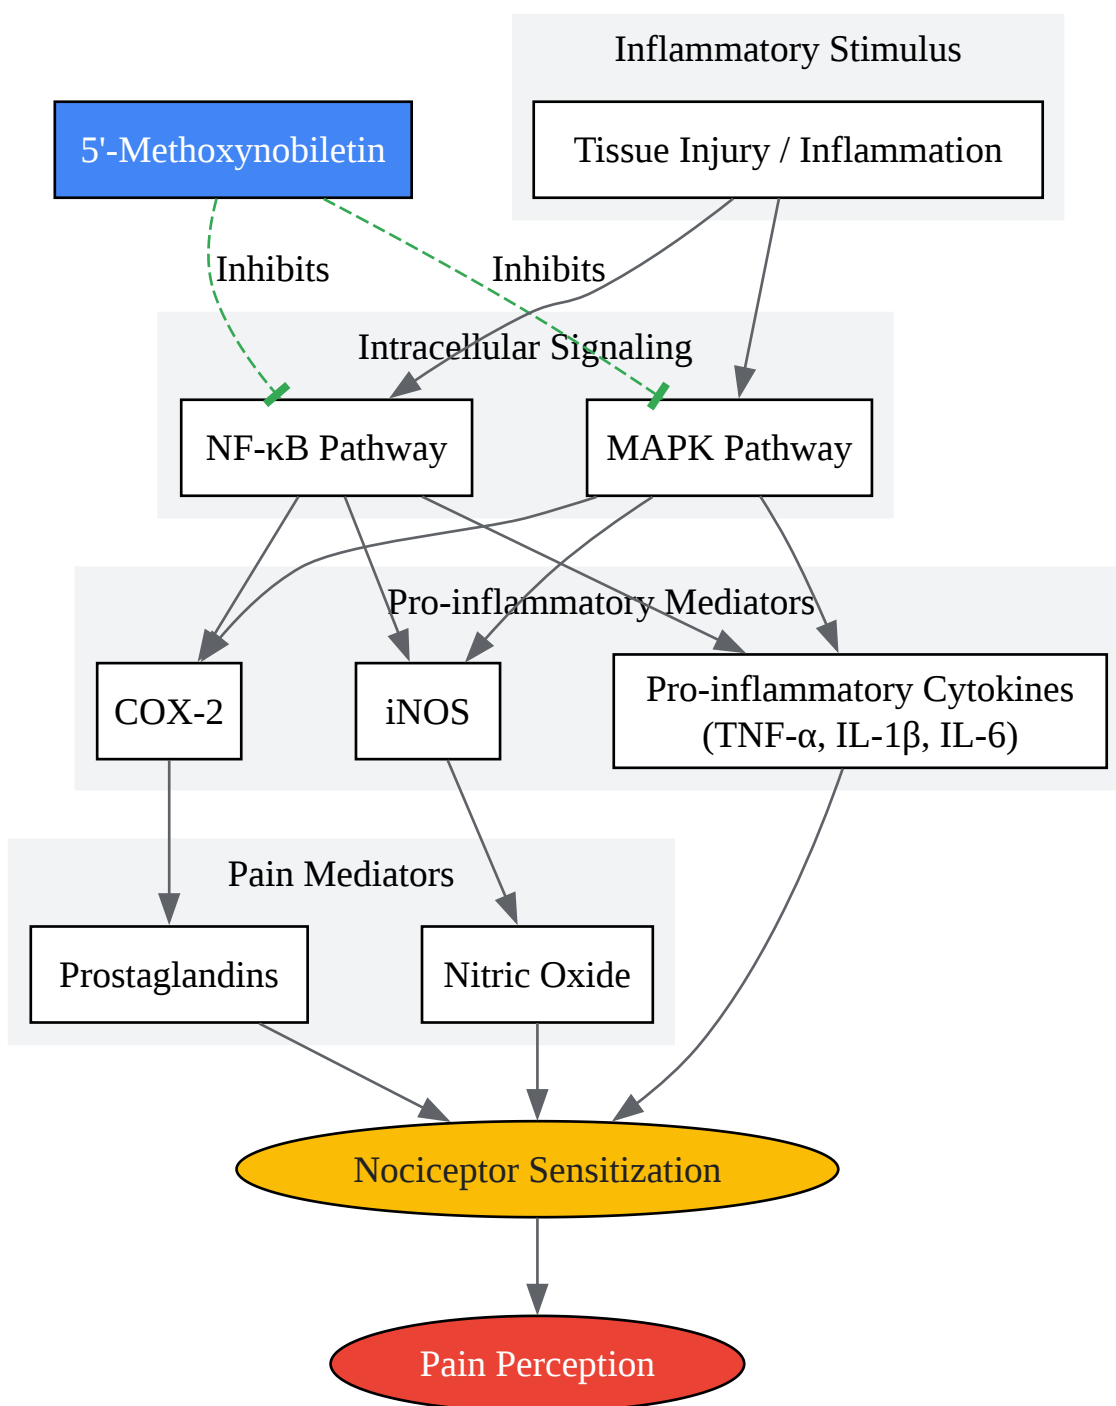 Inflammatory Stimulus
5'-Methoxynobiletin
Tissue Injury / Inflammation
Inhibits
Inhibits
Intracellular Signaling
NF-κB Pathway
MAPK Pathway
Pro-inflammatory Mediators
COX-2
iNOS
Pro-inflammatory Cytokines
(TNF-α, IL-1β, IL-6)
Pain Mediators
Prostaglandins
Nitric Oxide
Nociceptor Sensitization
Pain Perception